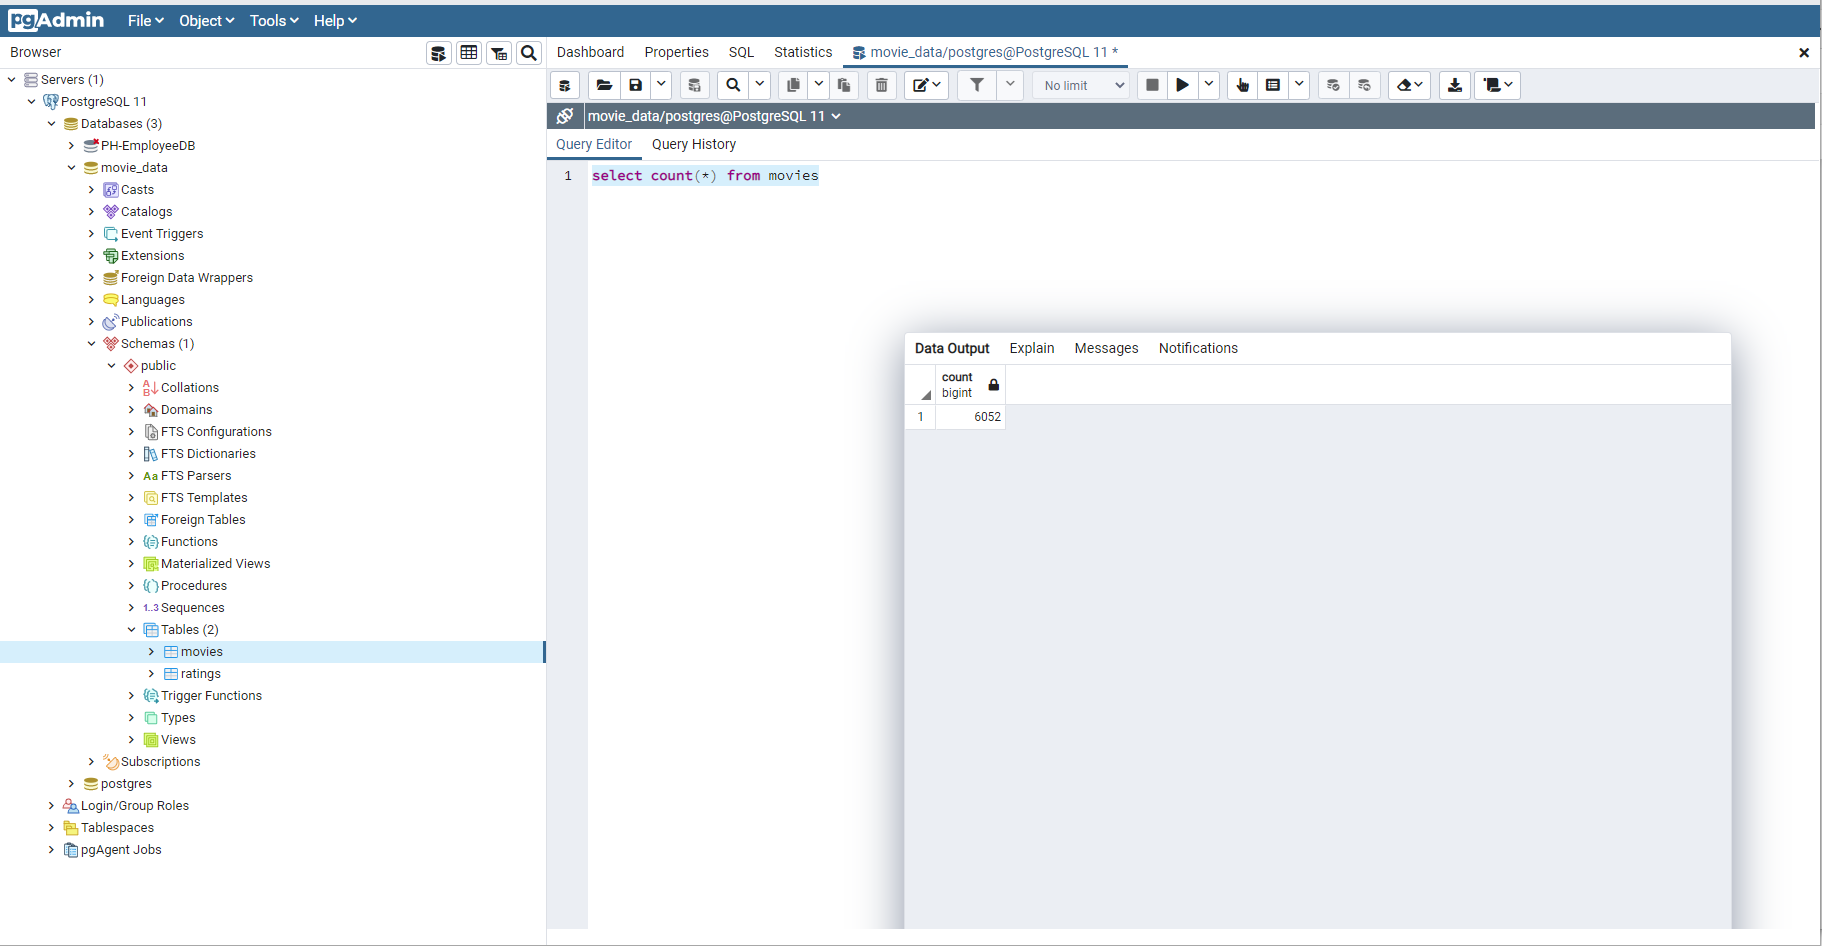 pgAdmin File Object Tools Help
Browser
Servers (1)
PostgreSQL 11
Databases (3)
PH-EmployeeDB
movie_data
Casts
Catalogs
Event Triggers
Extensions
Foreign Data Wrappers
Languages
Publications
Schemas (1)
public
Collations
Domains
FTS Configurations
FTS Dictionaries
Aa FTS Parsers
FTS Templates
Foreign Tables
Functions
Materialized Views
Procedures
1..3 Sequences
Tables (2)
movies
ratings
Trigger Functions
Types
Views
Subscriptions
postgres
Login/Group Roles
Tablespaces
pgAgent Jobs
Dashboard Properties SQL Statistics movie_data/postgres@PostgreSQL 11 *
No limit
movie_data/postgres@PostgreSQL 11
Query Editor Query History
1 select count(*) from movies
Data Output Explain Messages Notifications
count
bigint
1 6052